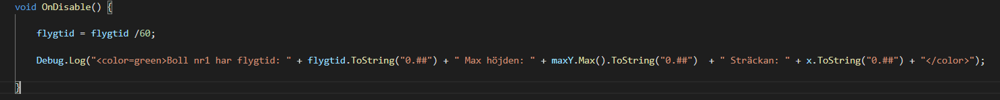 void OnDisable() {
flygtid = flygtid /60;
Debug.Log("<color=green>Boll nr1 har flygtid: " + flygtid.ToString("0.##") + " Max höjden: " + maxY.Max().ToString("0.##")  + " Sträckan: " + x.ToString("0.##") + "</color>");
}